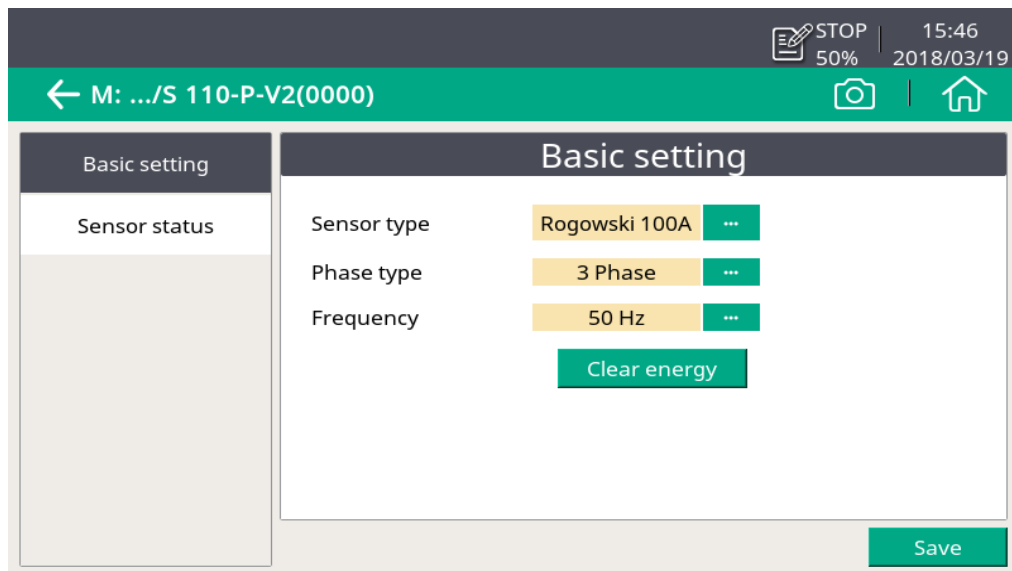 STOP
50%
15:46
2018/03/19
M: .../S 110-P-V2(0000)
Basic setting
Sensor status
Basic setting
Sensor type Rogowski 100A ...
Phase type 3 Phase ...
Frequency 50 Hz ...
Clear energy
Save